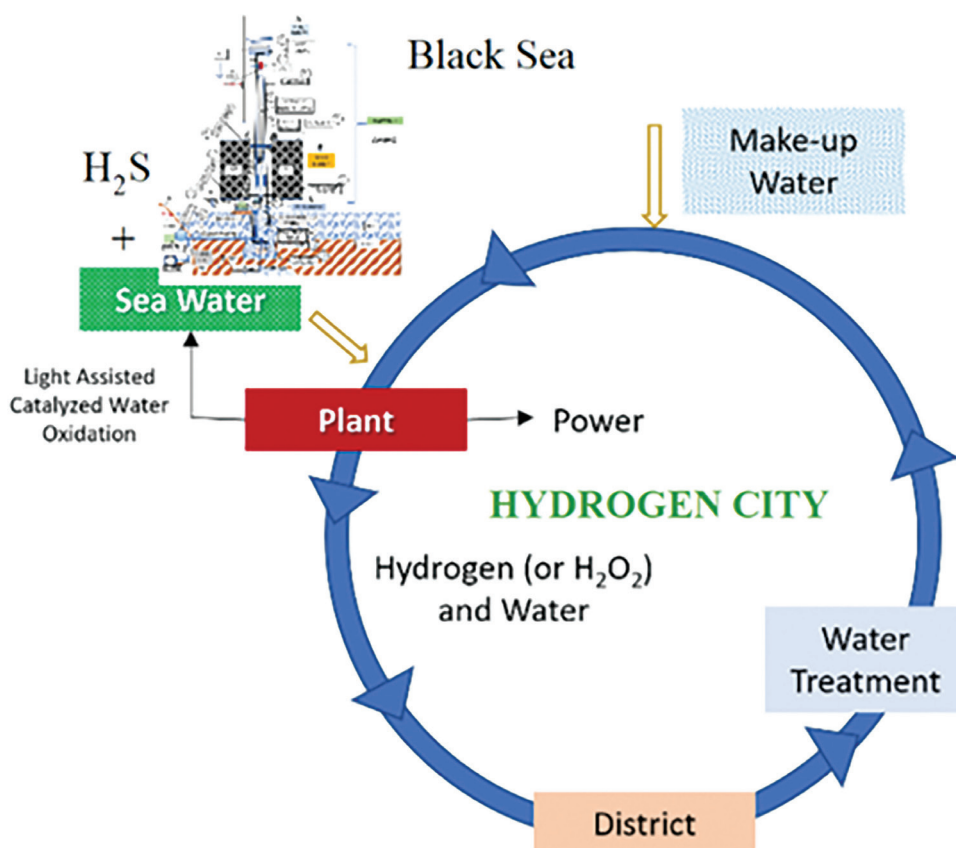 Black Sea
H₂S
+
Sea Water
Make-up
Water
Light Assisted
Catalyzed Water
Oxidation
Plant
Power
HYDROGEN CITY
Hydrogen (or H₂O₂)
and Water
Water
Treatment
District